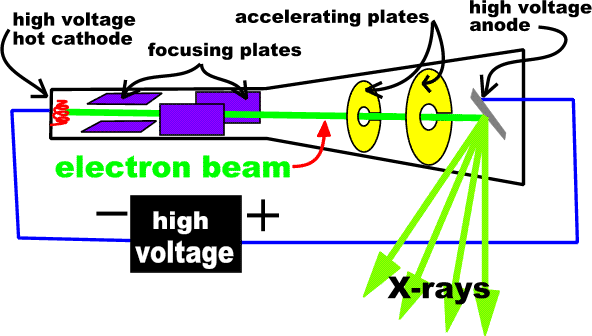 high voltage
hot cathode
focusing plates
accelerating plates
high voltage
anode
electron beam
− high +
voltage
X-rays